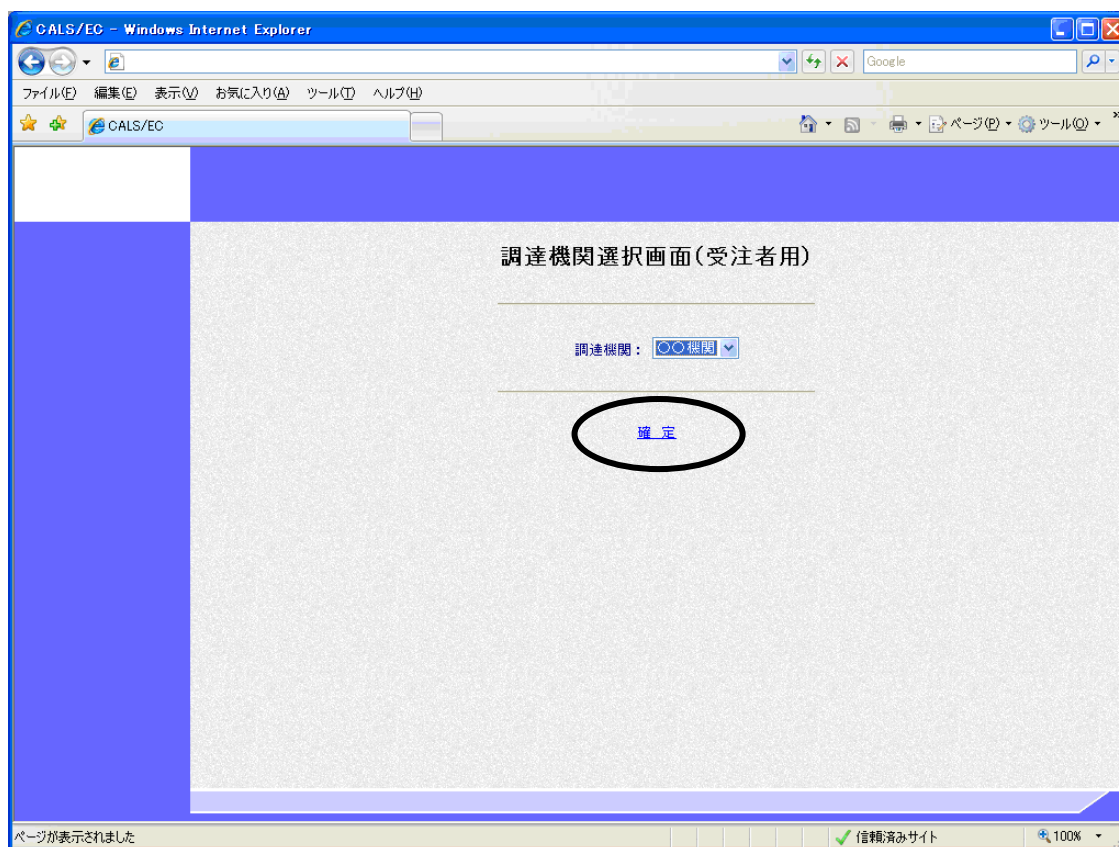 CALS/EC - Windows Internet Explorer
Google
ファイル(F) 編集(E) 表示(V) お気に入り(A) ツール(T) ヘルプ(H)
CALS/EC
ページ(P) ツール(O)
調達機関選択画面(受注者用)
調達機関： 〇〇機関
確 定
ページが表示されました
信頼済みサイト
100%